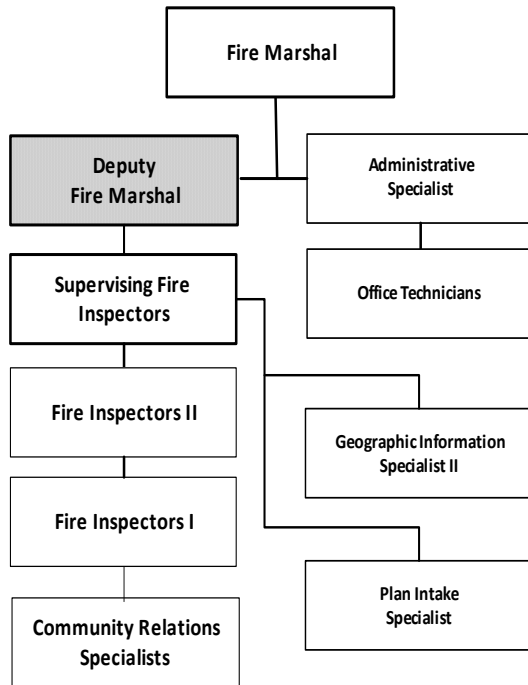 Fire Marshal
Deputy
Fire Marshal
Administrative
Specialist
Supervising Fire
Inspectors
Office Technicians
Fire Inspectors II
Geographic Information
Specialist II
Fire Inspectors I
Plan Intake
Specialist
Community Relations
Specialists